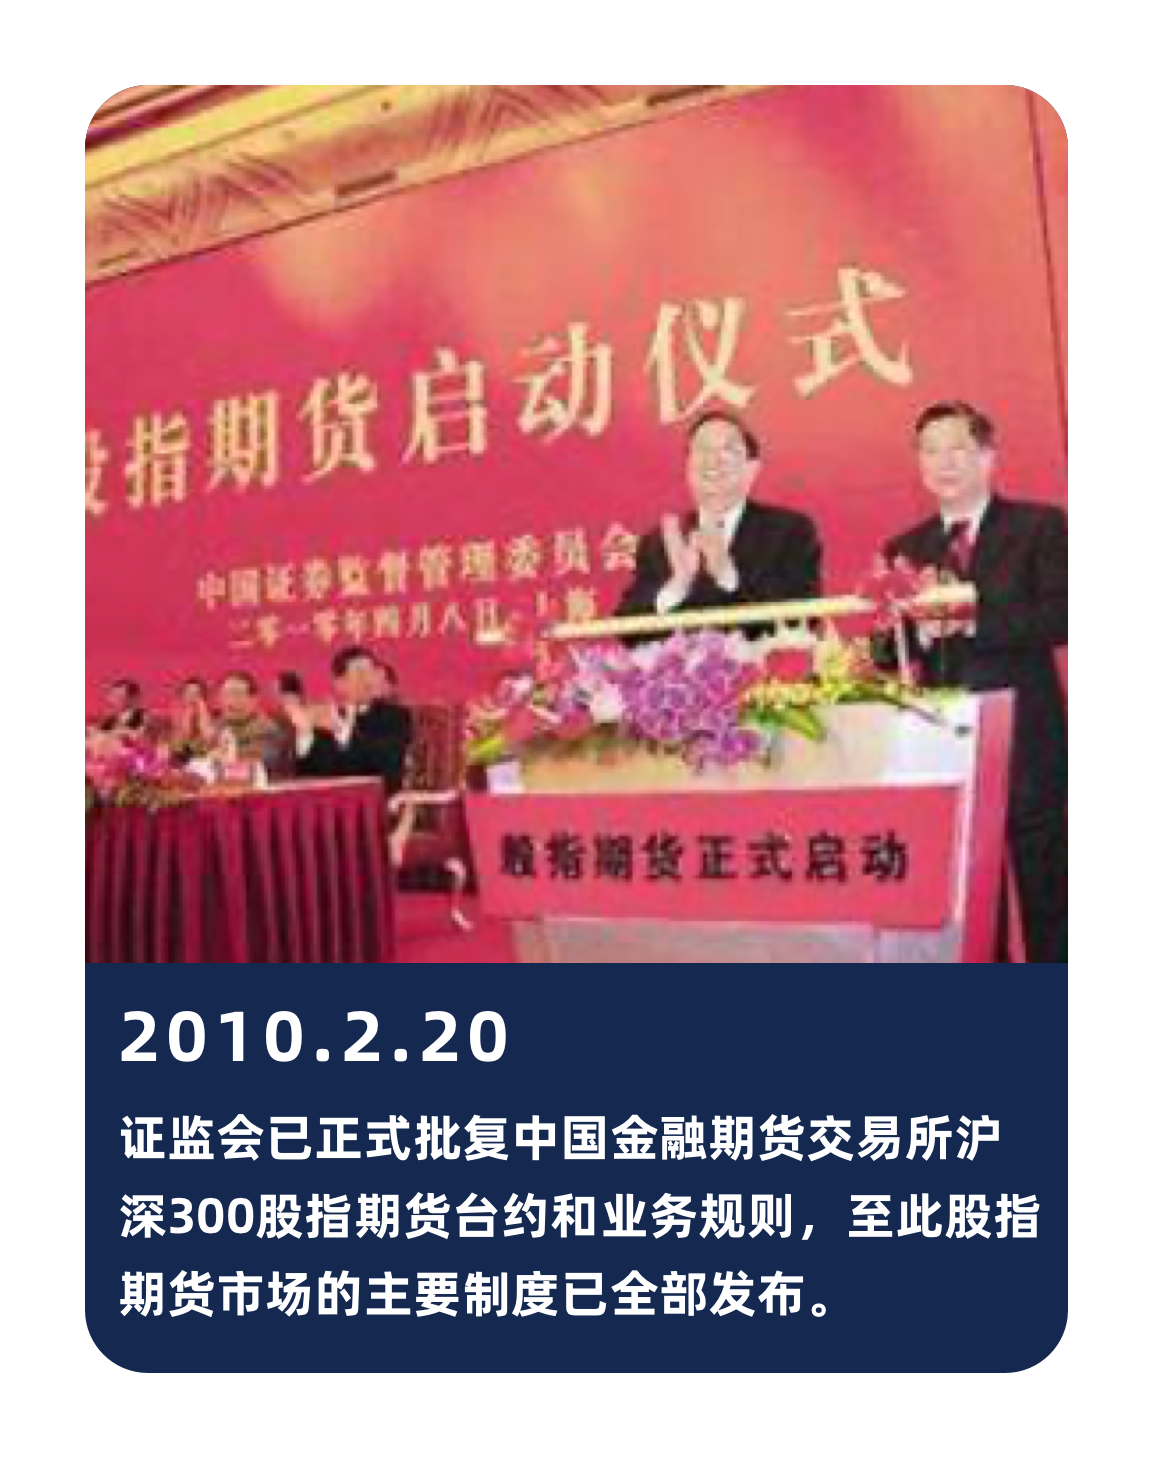 股指期货启动仪式
中国证券监督管理委员会
二零一零年四月八日 上海
股指期货正式启动
2010.2.20
证监会已正式批复中国金融期货交易所沪
深300股指期货台约和业务规则，至此股指
期货市场的主要制度已全部发布。